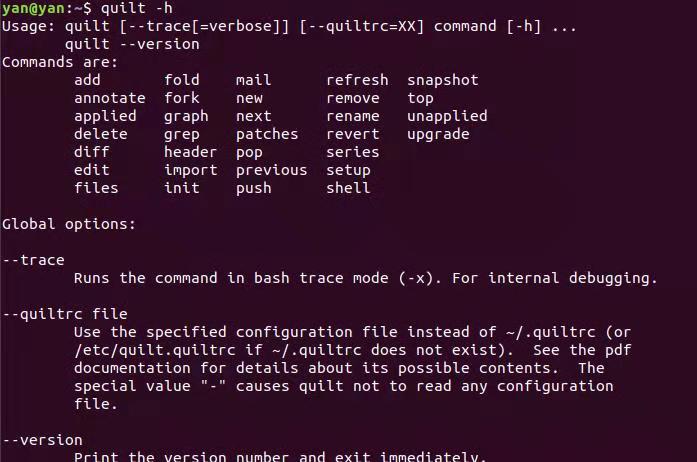 yan@yan:~$ quilt -h
Usage: quilt [--trace[=verbose]] [--quiltrc=XX] command [-h] ...
       quilt --version
Commands are:
        add       fold    mail      refresh  snapshot
        annotate  fork    new       remove   top
        applied   graph   next      rename   unapplied
        delete    grep    patches   revert   upgrade
        diff      header  pop       series
        edit      import  previous  setup
        files     init    push      shell

Global options:

--trace
        Runs the command in bash trace mode (-x). For internal debugging.

--quiltrc file
        Use the specified configuration file instead of ~/.quiltrc (or
        /etc/quilt.quiltrc if ~/.quiltrc does not exist).  See the pdf
        documentation for details about its possible contents.  The
        special value "-" causes quilt not to read any configuration
        file.

--version
        Print the version number and exit immediately.